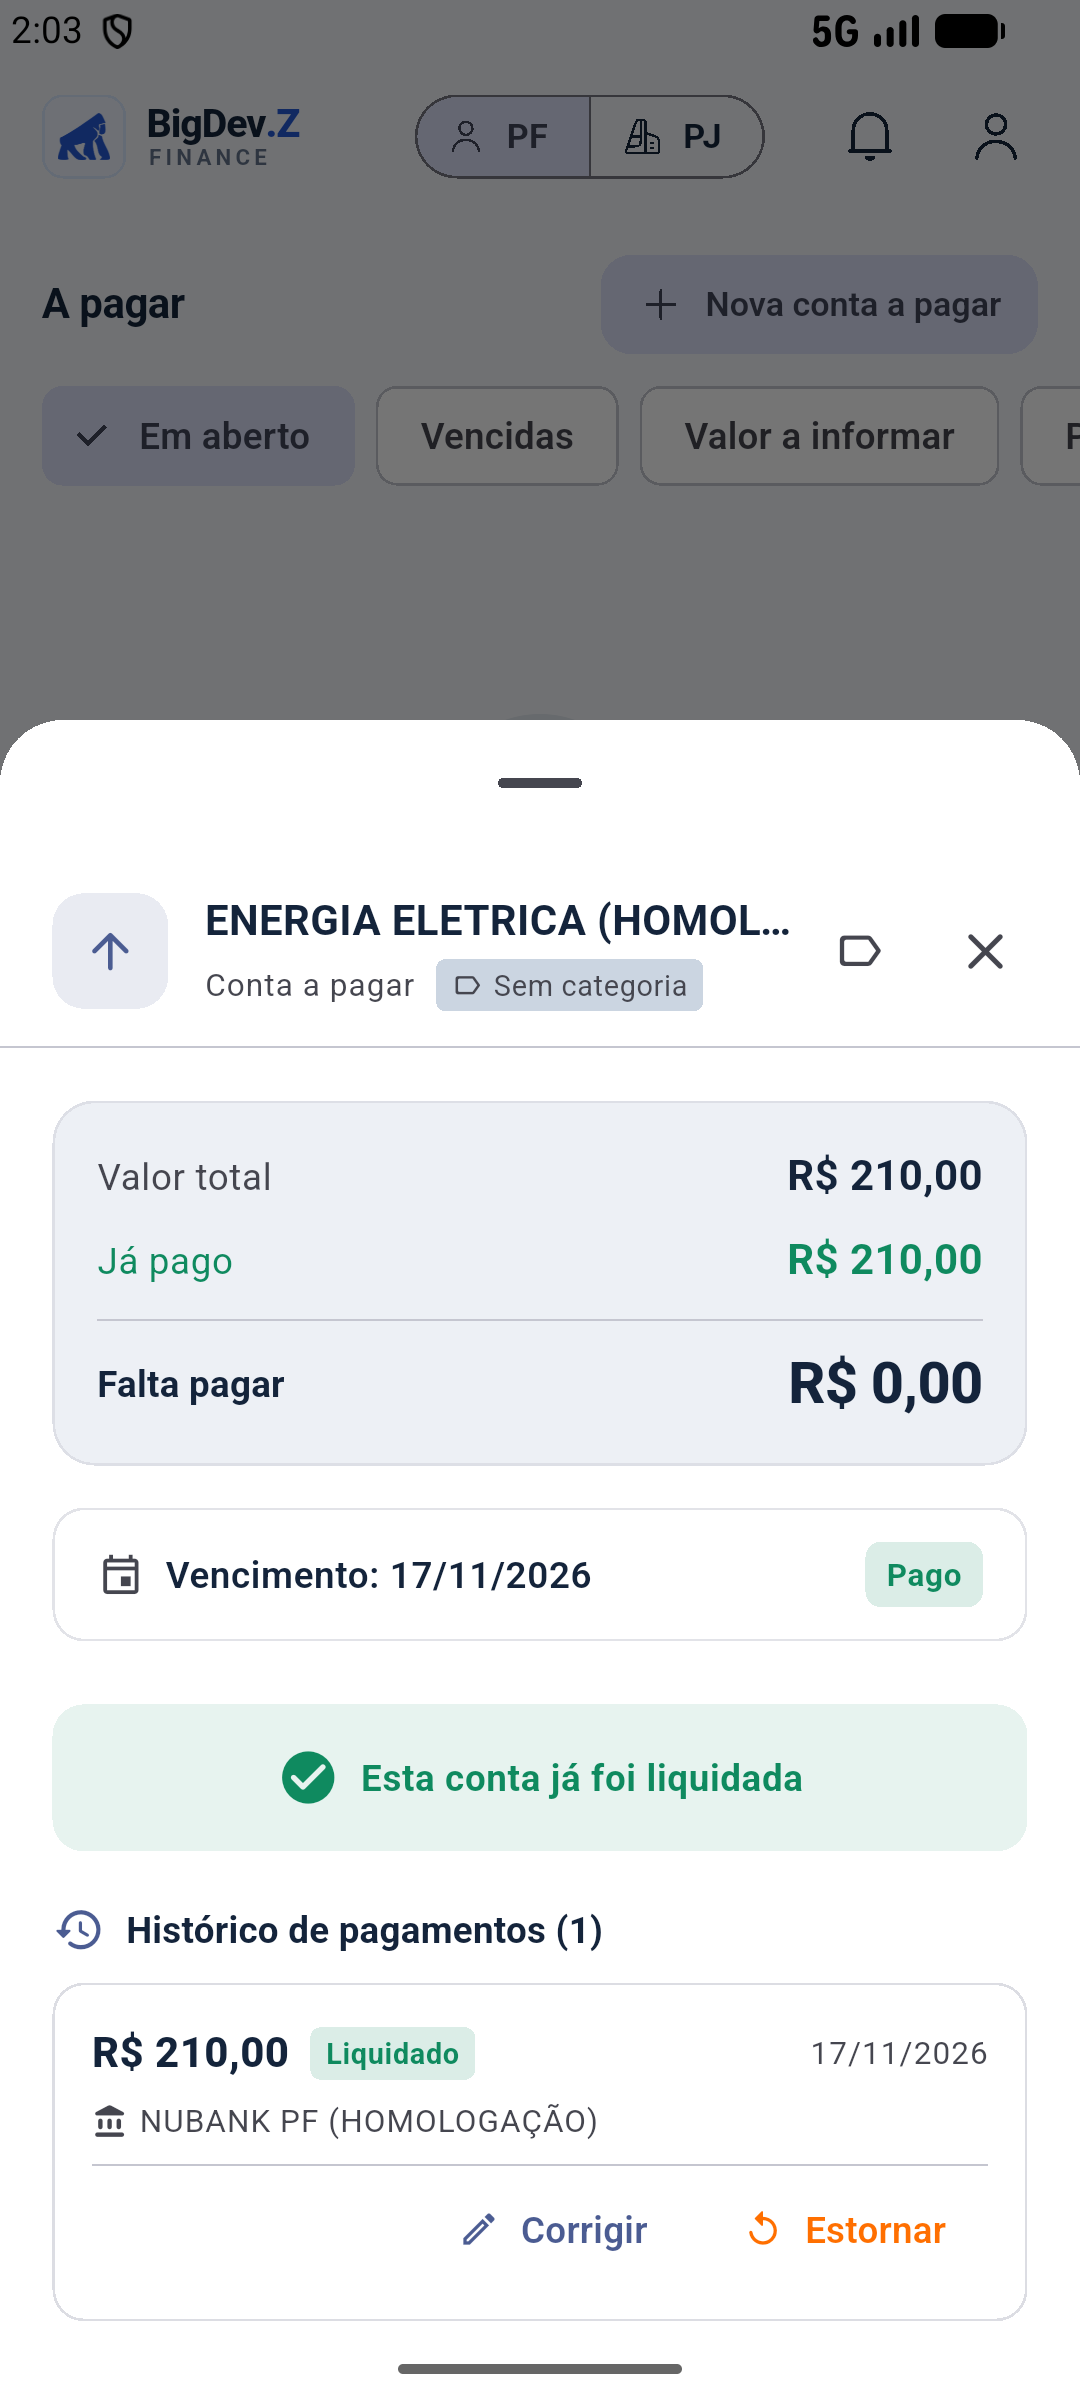 2:03
5G
BigDev.Z
FINANCE
PF
PJ
A pagar
Nova conta a pagar
Em aberto
Vencidas
Valor a informar
ENERGIA ELETRICA (HOMOL...
Conta a pagar
Sem categoria
Valor total
R$ 210,00
Já pago
R$ 210,00
Falta pagar
R$ 0,00
Vencimento: 17/11/2026
Pago
Esta conta já foi liquidada
Histórico de pagamentos (1)
R$ 210,00
Liquidado
17/11/2026
NUBANK PF (HOMOLOGAÇÃO)
Corrigir
Estornar